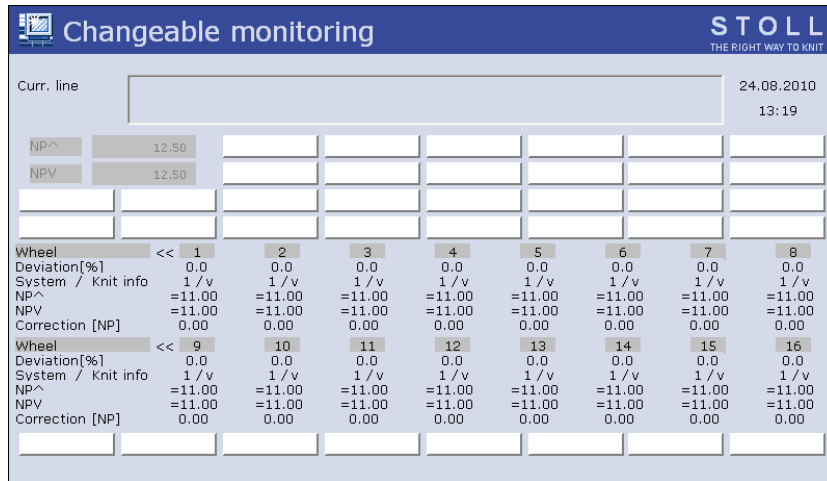 Changeable monitoring
STOLL
THE RIGHT WAY TO KNIT
Curr. line
24.08.2010
13:19
NP^ 12.50
NPV 12.50
Wheel << 1 2 3 4 5 6 7 8
Deviation[%] 0.0 0.0 0.0 0.0 0.0 0.0 0.0 0.0
System / Knit info 1/v 1/v 1/v 1/v 1/v 1/v 1/v 1/v
NP^ =11.00 =11.00 =11.00 =11.00 =11.00 =11.00 =11.00 =11.00
NPV =11.00 =11.00 =11.00 =11.00 =11.00 =11.00 =11.00 =11.00
Correction [NP] 0.00 0.00 0.00 0.00 0.00 0.00 0.00 0.00
Wheel << 9 10 11 12 13 14 15 16
Deviation[%] 0.0 0.0 0.0 0.0 0.0 0.0 0.0 0.0
System / Knit info 1/v 1/v 1/v 1/v 1/v 1/v 1/v 1/v
NP^ =11.00 =11.00 =11.00 =11.00 =11.00 =11.00 =11.00 =11.00
NPV =11.00 =11.00 =11.00 =11.00 =11.00 =11.00 =11.00 =11.00
Correction [NP] 0.00 0.00 0.00 0.00 0.00 0.00 0.00 0.00